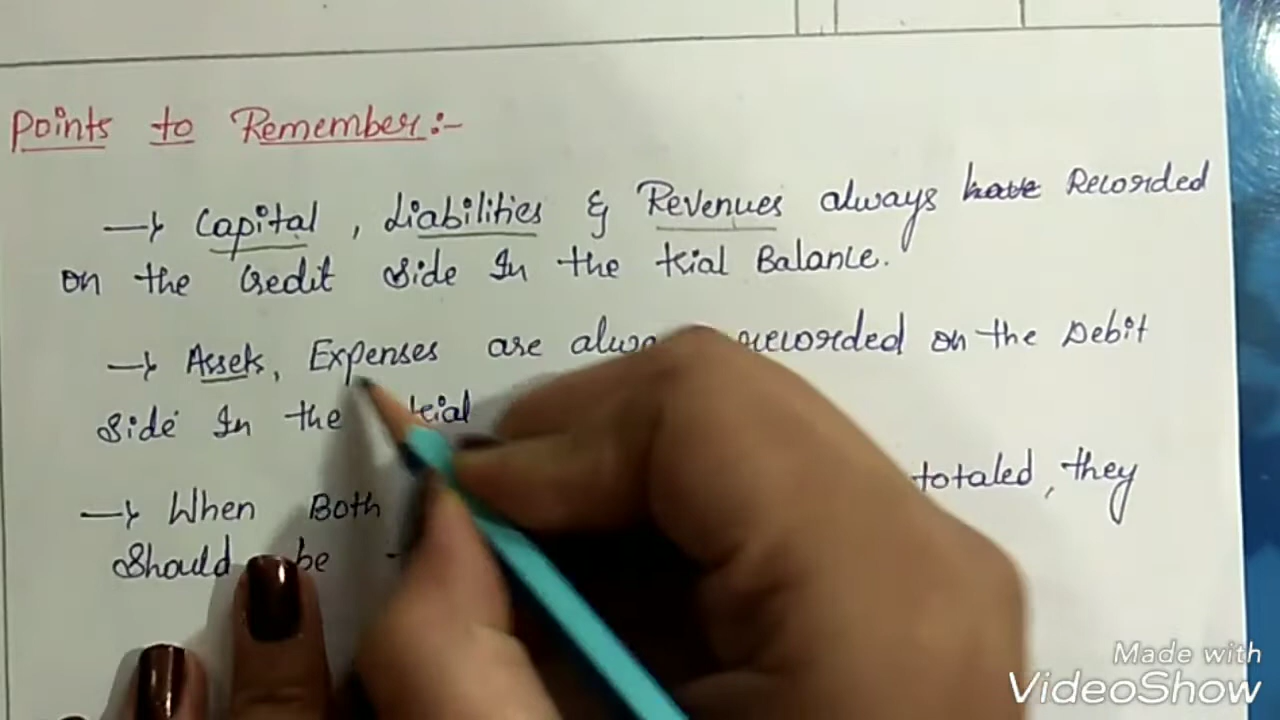 Points to Remember:-
→ Capital, Liabilities & Revenues always have Recorded
on the Credit Side In the trial Balance.
→ Assets, Expenses are always recorded on the Debit
Side In the trial
→ When Both totaled, they
Should be
Made with
VideoShow